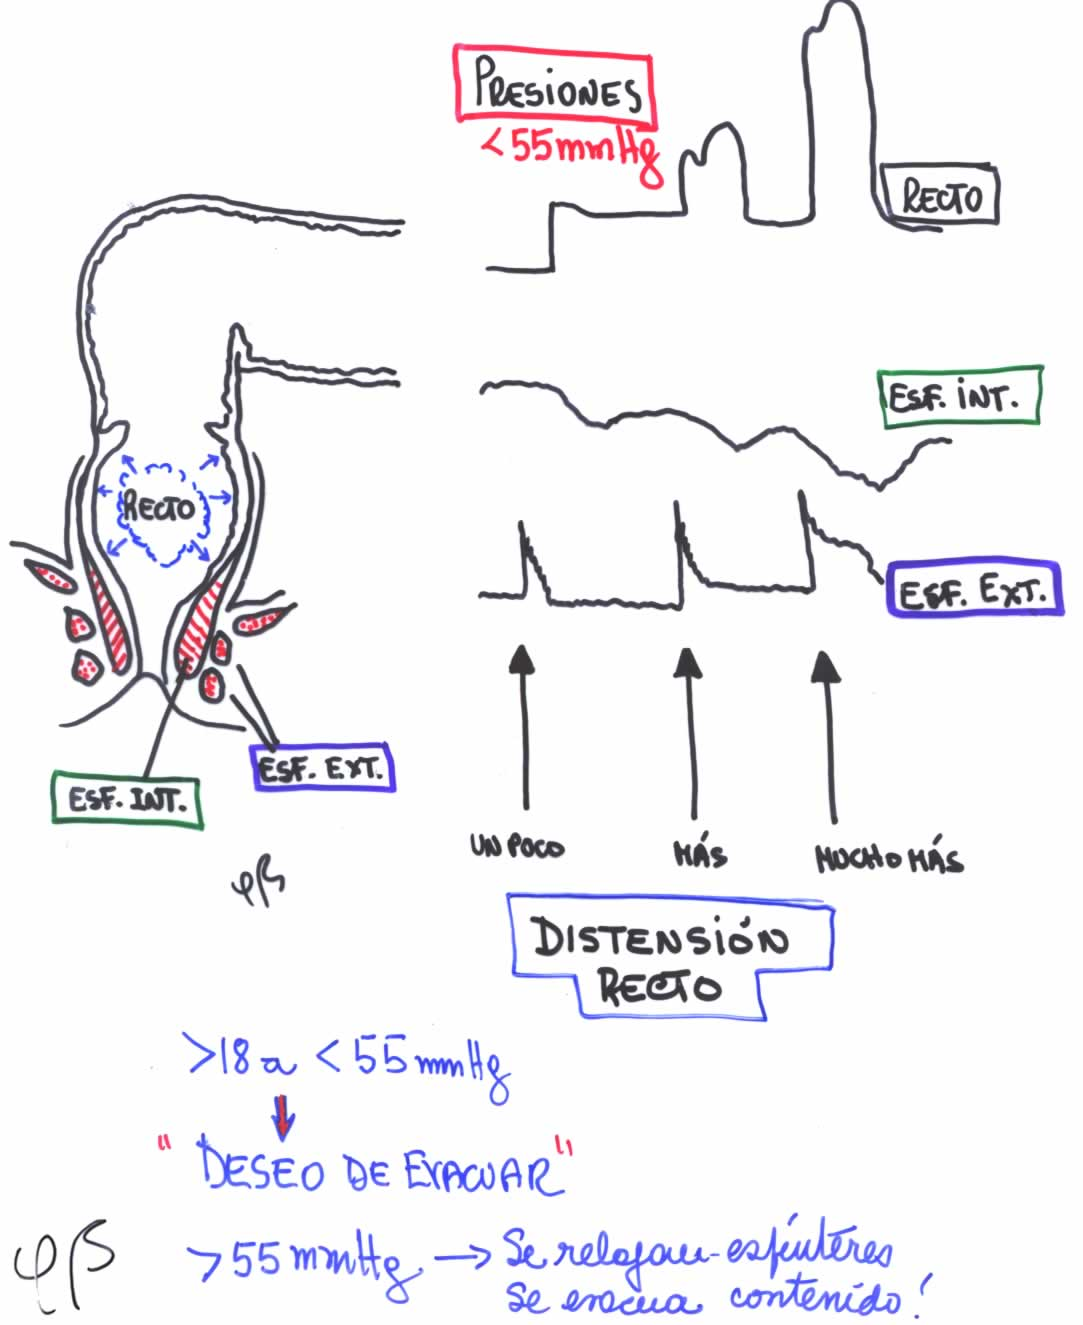 PRESIONES
<55mmHg
RECTO
ESF. INT.
RECTO
ESF. EXT.
ESF. EXT.
ESF. INT.
UN POCO
MÁS
MUCHO MÁS
DISTENSIÓN
RECTO
>18 a <55 mmHg
"DESEO DE EVACUAR"
>55 mmHg → Se relajan esfínteres
Se evacua contenido!